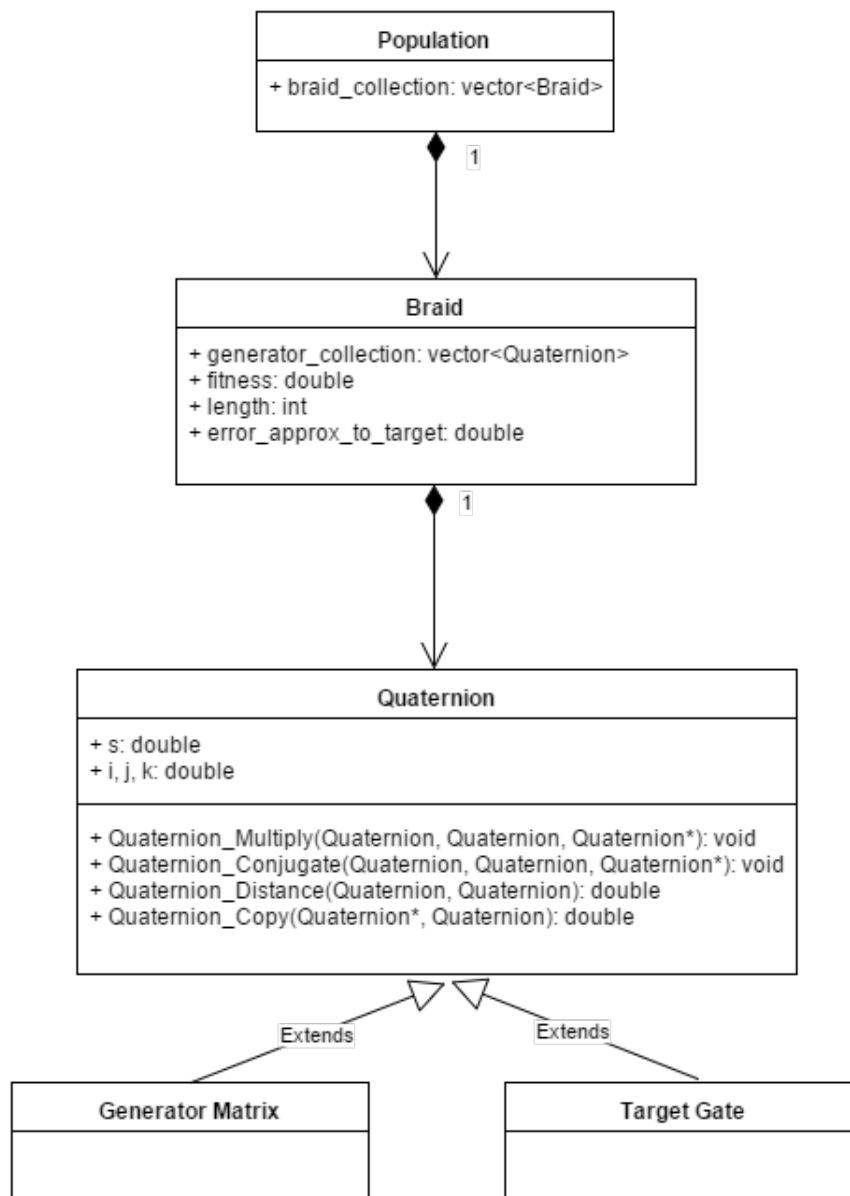 Population
+ braid_collection: vector<Braid>
1
Braid
+ generator_collection: vector<Quaternion>
+ fitness: double
+ length: int
+ error_approx_to_target: double
1
Quaternion
+ s: double
+ i, j, k: double
+ Quaternion_Multiply(Quaternion, Quaternion, Quaternion*): void
+ Quaternion_Conjugate(Quaternion, Quaternion, Quaternion*): void
+ Quaternion_Distance(Quaternion, Quaternion): double
+ Quaternion_Copy(Quaternion*, Quaternion): double
Extends
Extends
Generator Matrix
Target Gate